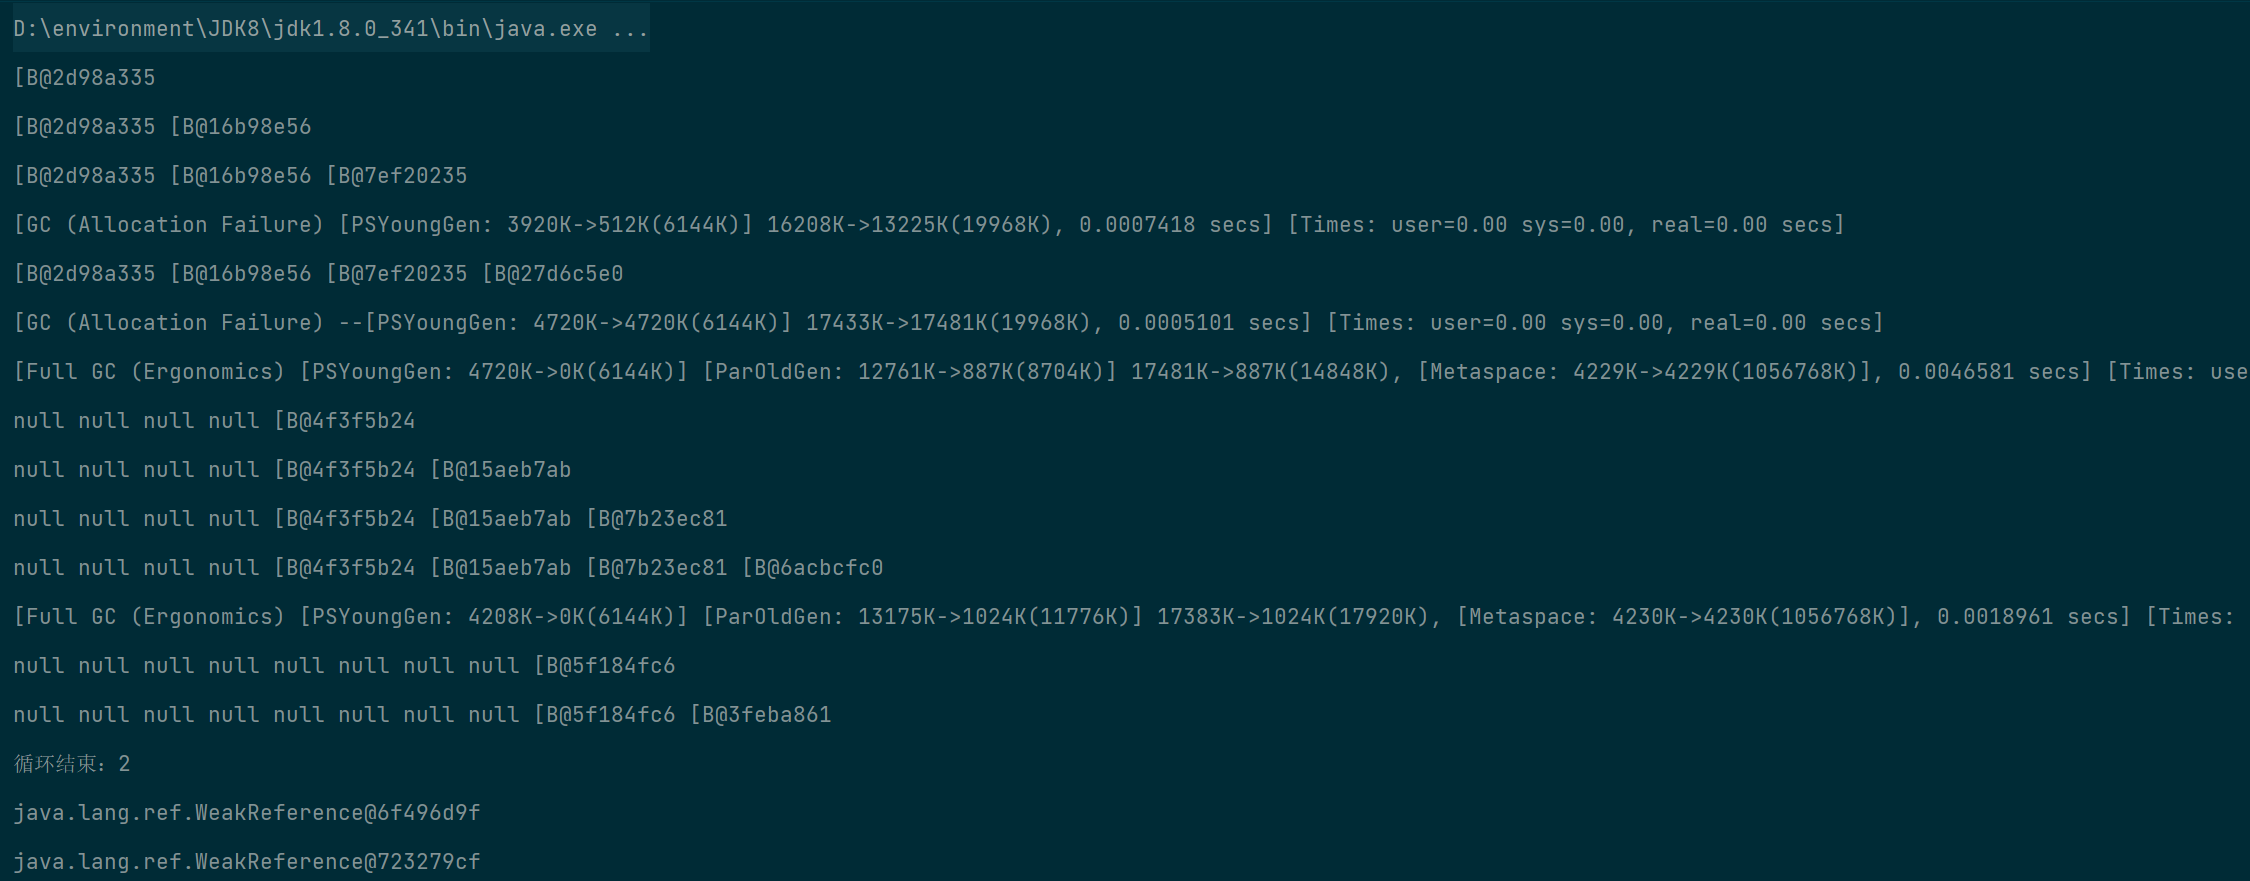 D:\environment\JDK8\jdk1.8.0_341\bin\java.exe ...
[B@2d98a335
[B@2d98a335 [B@16b98e56
[B@2d98a335 [B@16b98e56 [B@7ef20235
[GC (Allocation Failure) [PSYoungGen: 3920K->512K(6144K)] 16208K->13225K(19968K), 0.0007418 secs] [Times: user=0.00 sys=0.00, real=0.00 secs]
[B@2d98a335 [B@16b98e56 [B@7ef20235 [B@27d6c5e0
[GC (Allocation Failure) --[PSYoungGen: 4720K->4720K(6144K)] 17433K->17481K(19968K), 0.0005101 secs] [Times: user=0.00 sys=0.00, real=0.00 secs]
[Full GC (Ergonomics) [PSYoungGen: 4720K->0K(6144K)] [ParOldGen: 12761K->887K(8704K)] 17481K->887K(14848K), [Metaspace: 4229K->4229K(1056768K)], 0.0046581 secs] [Times: use
null null null null [B@4f3f5b24
null null null null [B@4f3f5b24 [B@15aeb7ab
null null null null [B@4f3f5b24 [B@15aeb7ab [B@7b23ec81
null null null null [B@4f3f5b24 [B@15aeb7ab [B@7b23ec81 [B@6acbcfc0
[Full GC (Ergonomics) [PSYoungGen: 4208K->0K(6144K)] [ParOldGen: 13175K->1024K(11776K)] 17383K->1024K(17920K), [Metaspace: 4230K->4230K(1056768K)], 0.0018961 secs] [Times:
null null null null null null null null [B@5f184fc6
null null null null null null null null [B@5f184fc6 [B@3feba861
循环结束：2
java.lang.ref.WeakReference@6f496d9f
java.lang.ref.WeakReference@723279cf